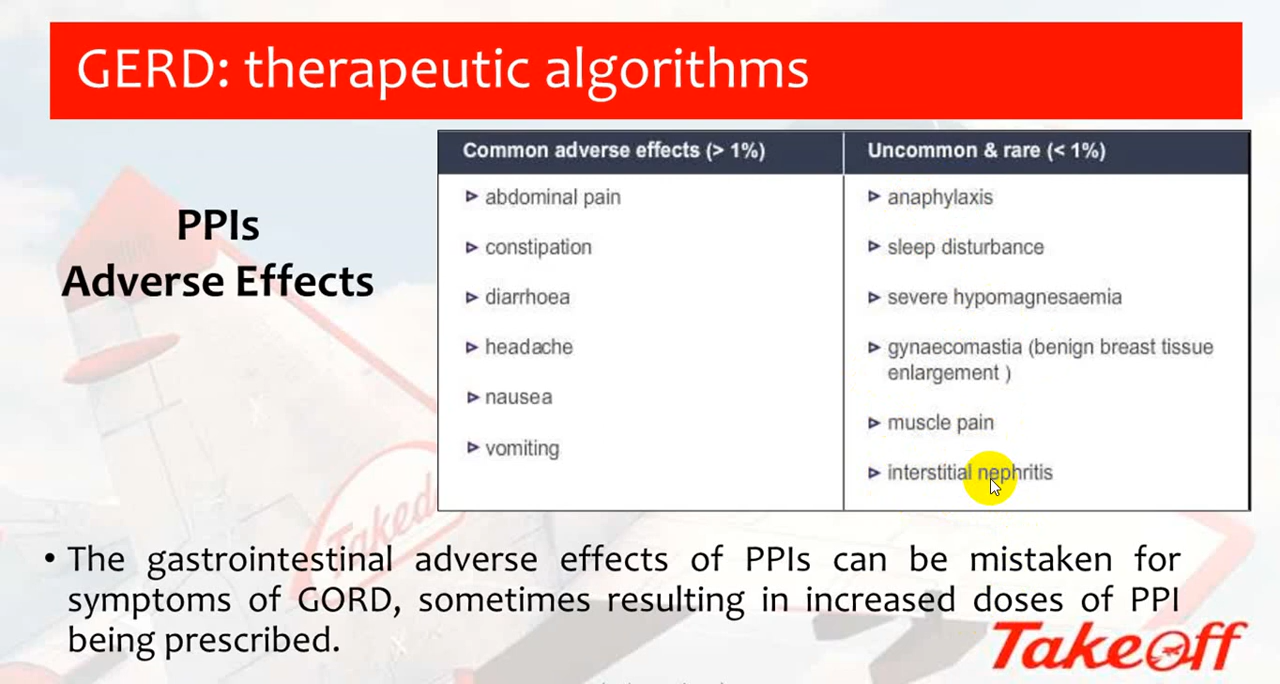 GERD: therapeutic algorithms
PPIs
Adverse Effects
Common adverse effects (> 1%)
abdominal pain
constipation
diarrhoea
headache
nausea
vomiting
Uncommon & rare (< 1%)
anaphylaxis
sleep disturbance
severe hypomagnesaemia
gynaecomastia (benign breast tissue
enlargement )
muscle pain
interstitial nephritis
• The gastrointestinal adverse effects of PPIs can be mistaken for
symptoms of GORD, sometimes resulting in increased doses of PPI
being prescribed.
Takeoff